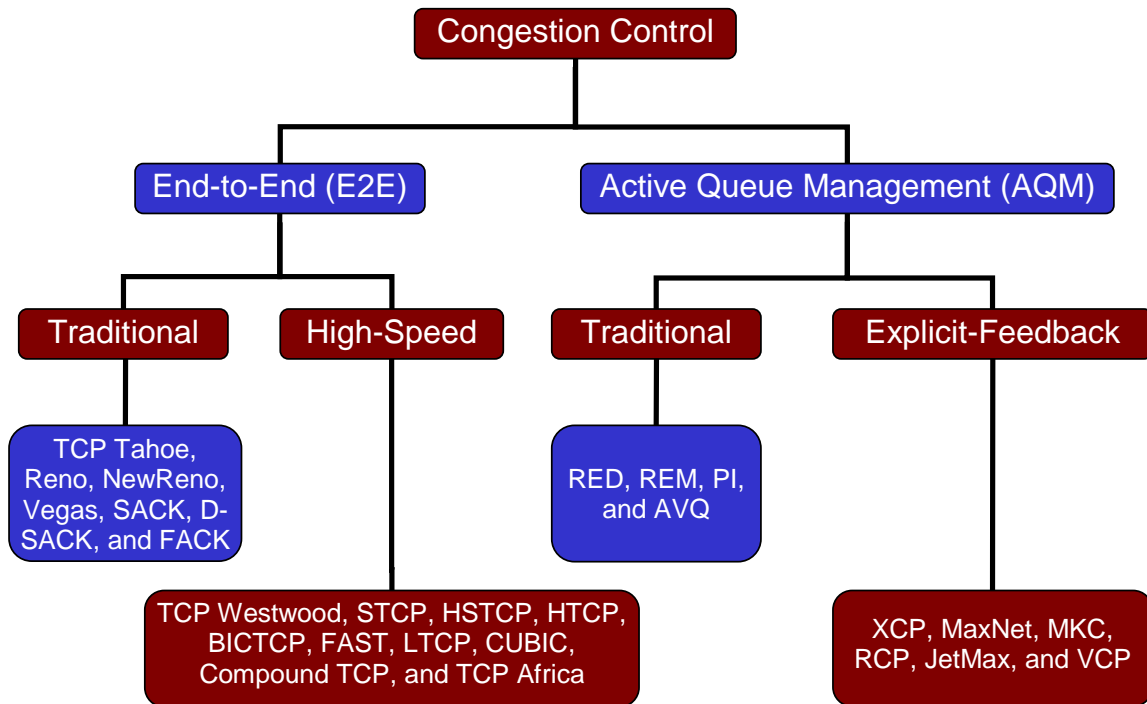 Congestion Control
End-to-End (E2E)
Active Queue Management (AQM)
Traditional
High-Speed
Traditional
Explicit-Feedback
TCP Tahoe,
Reno, NewReno,
Vegas, SACK, D-
SACK, and FACK
RED, REM, PI,
and AVQ
TCP Westwood, STCP, HSTCP, HTCP,
BICTCP, FAST, LTCP, CUBIC,
Compound TCP, and TCP Africa
XCP, MaxNet, MKC,
RCP, JetMax, and VCP